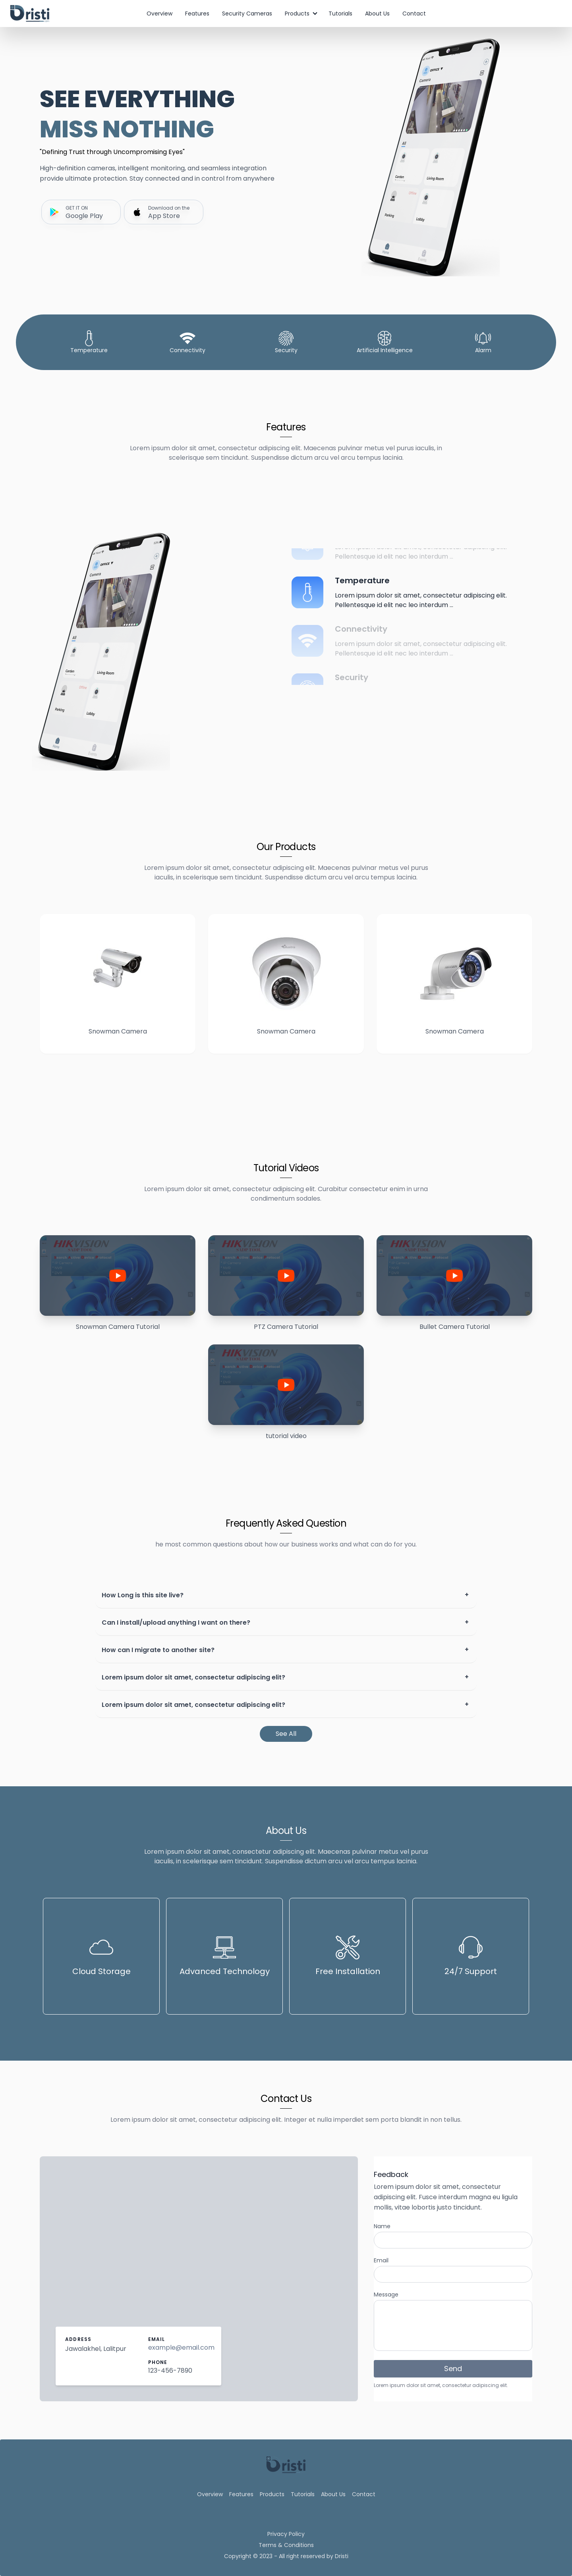 Dristi
Overview
Features
Security Cameras
Products
Tutorials
About Us
Contact
SEE EVERYTHING
MISS NOTHING
"Defining Trust through Uncompromising Eyes"
High-definition cameras, intelligent monitoring, and seamless integration
provide ultimate protection. Stay connected and in control from anywhere
GET IT ON
Google Play
Download on the
App Store
OFFICE
Camera
All
Living Room
Parking
Lobby
Temperature
Connectivity
Security
Artificial Intelligence
Alarm
Features
Lorem ipsum dolor sit amet, consectetur adipiscing elit. Maecenas pulvinar metus vel purus iaculis, in
scelerisque sem tincidunt. Suspendisse dictum arcu vel arcu tempus lacinia.
OFFICE
Camera
All
Living Room
Parking
Lobby
Pellentesque id elit nec leo interdum ...
Temperature
Lorem ipsum dolor sit amet, consectetur adipiscing elit.
Pellentesque id elit nec leo interdum ...
Connectivity
Lorem ipsum dolor sit amet, consectetur adipiscing elit.
Pellentesque id elit nec leo interdum ...
Security
Our Products
Lorem ipsum dolor sit amet, consectetur adipiscing elit. Maecenas pulvinar metus vel purus
iaculis, in scelerisque sem tincidunt. Suspendisse dictum arcu vel arcu tempus lacinia.
Snowman Camera
Snowman Camera
Snowman Camera
Tutorial Videos
Lorem ipsum dolor sit amet, consectetur adipiscing elit. Curabitur consectetur enim in urna
condimentum sodales.
HIKVISION
HIKVISION
HIKVISION
Snowman Camera Tutorial
PTZ Camera Tutorial
Bullet Camera Tutorial
HIKVISION
tutorial video
Frequently Asked Question
he most common questions about how our business works and what can do for you.
How Long is this site live? +
Can I install/upload anything I want on there? +
How can I migrate to another site? +
Lorem ipsum dolor sit amet, consectetur adipiscing elit? +
Lorem ipsum dolor sit amet, consectetur adipiscing elit? +
See All
About Us
Lorem ipsum dolor sit amet, consectetur adipiscing elit. Maecenas pulvinar metus vel purus
iaculis, in scelerisque sem tincidunt. Suspendisse dictum arcu vel arcu tempus lacinia.
Cloud Storage
Advanced Technology
Free Installation
24/7 Support
Contact Us
Lorem ipsum dolor sit amet, consectetur adipiscing elit. Integer et nulla imperdiet sem porta blandit in non tellus.
ADDRESS
Jawalakhel, Lalitpur
EMAIL
example@email.com
PHONE
123-456-7890
Feedback
Lorem ipsum dolor sit amet, consectetur
adipiscing elit. Fusce interdum magna eu ligula
mollis, vitae lobortis justo tincidunt.
Name
Email
Message
Send
Lorem ipsum dolor sit amet, consectetur adipiscing elit.
Dristi
Overview
Features
Products
Tutorials
About Us
Contact
Privacy Policy
Terms & Conditions
Copyright © 2023 - All right reserved by Dristi